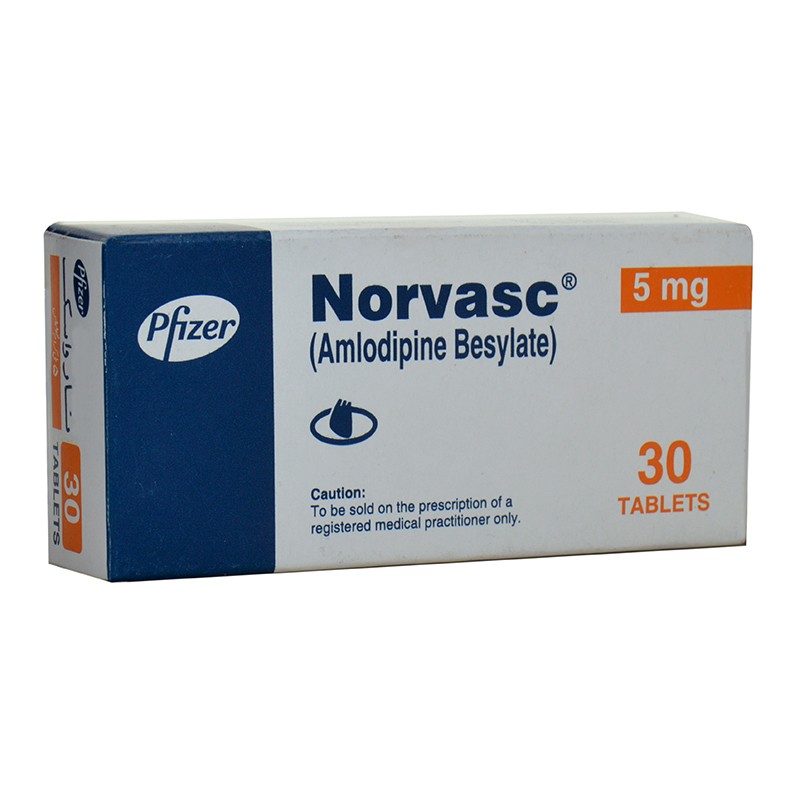 Pfizer
Norvasc®
(Amlodipine Besylate)
5 mg
Caution:
To be sold on the prescription of a
registered medical practitioner only.
30
TABLETS
Pfizer
30
TABLETS